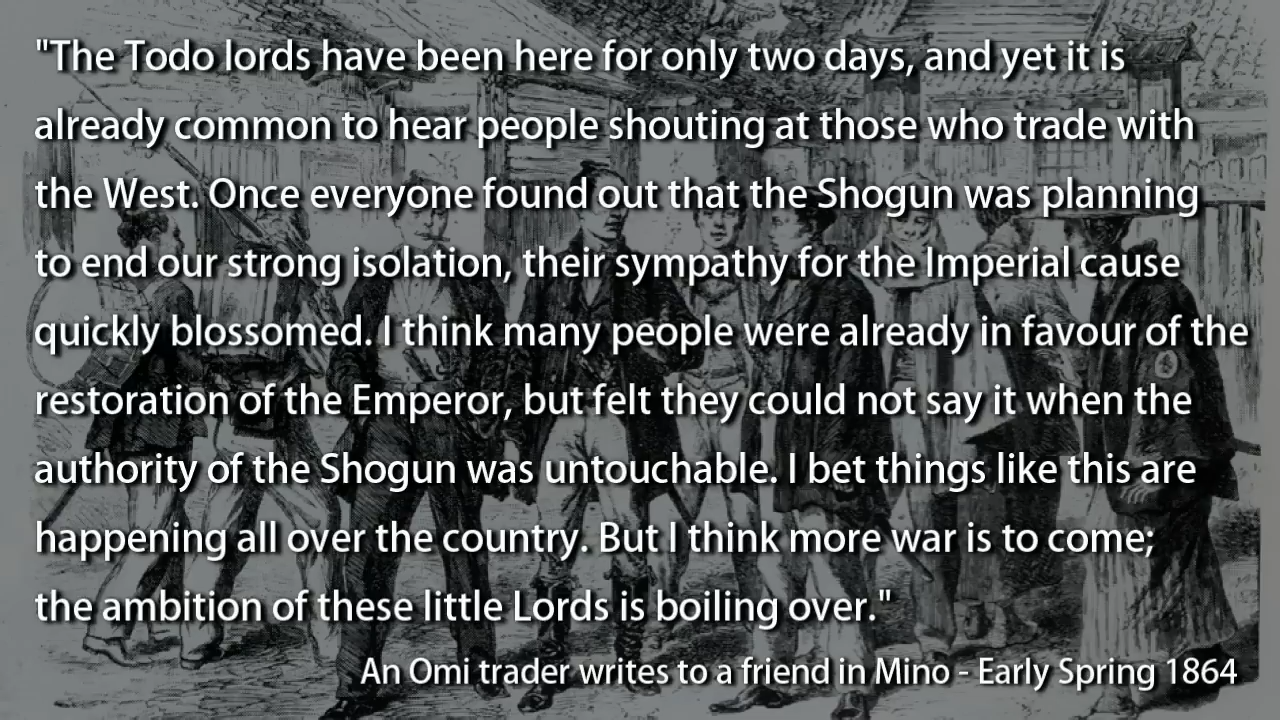 "The Todo lords have been here for only two days, and yet it is
already common to hear people shouting at those who trade with
the West. Once everyone found out that the Shogun was planning
to end our strong isolation, their sympathy for the Imperial cause
quickly blossomed. I think many people were already in favour of the
restoration of the Emperor, but felt they could not say it when the
authority of the Shogun was untouchable. I bet things like this are
happening all over the country. But I think more war is to come;
the ambition of these little Lords is boiling over."
An Omi trader writes to a friend in Mino - Early Spring 1864